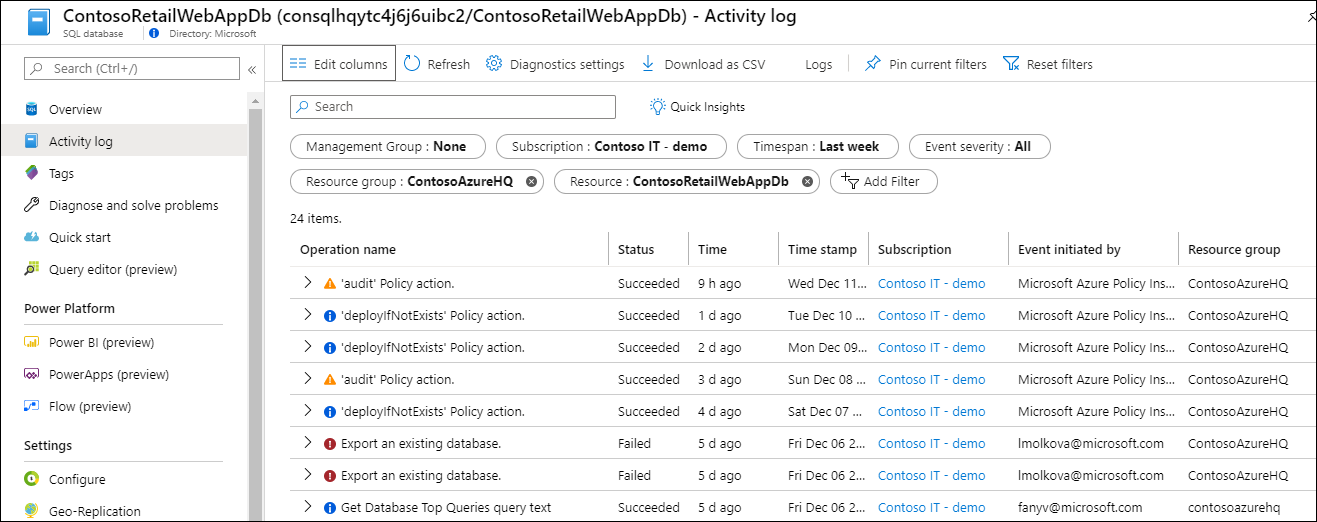 ContosoRetailWebAppDb (consqlhqytc4j6j6uibc2/ContosoRetailWebAppDb) - Activity log
SQL database Directory: Microsoft
Search (Ctrl+/) «
Overview
Activity log
Tags
Diagnose and solve problems
Quick start
Query editor (preview)
Power Platform
Power BI (preview)
PowerApps (preview)
Flow (preview)
Settings
Configure
Geo-Replication
Edit columns Refresh Diagnostics settings Download as CSV Logs Pin current filters Reset filters
Search Quick Insights
Management Group : None Subscription : Contoso IT - demo Timespan : Last week Event severity : All
Resource group : ContosoAzureHQ Resource : ContosoRetailWebAppDb Add Filter
24 items.
Operation name Status Time Time stamp Subscription Event initiated by Resource group
'audit' Policy action. Succeeded 9 h ago Wed Dec 11... Contoso IT - demo Microsoft Azure Policy Ins... ContosoAzureHQ
'deployIfNotExists' Policy action. Succeeded 1 d ago Tue Dec 10 ... Contoso IT - demo Microsoft Azure Policy Ins... ContosoAzureHQ
'deployIfNotExists' Policy action. Succeeded 2 d ago Mon Dec 09... Contoso IT - demo Microsoft Azure Policy Ins... ContosoAzureHQ
'audit' Policy action. Succeeded 3 d ago Sun Dec 08 ... Contoso IT - demo Microsoft Azure Policy Ins... ContosoAzureHQ
'deployIfNotExists' Policy action. Succeeded 4 d ago Sat Dec 07 ... Contoso IT - demo Microsoft Azure Policy Ins... ContosoAzureHQ
Export an existing database. Failed 5 d ago Fri Dec 06 2... Contoso IT - demo lmolkova@microsoft.com ContosoAzureHQ
Export an existing database. Failed 5 d ago Fri Dec 06 2... Contoso IT - demo lmolkova@microsoft.com ContosoAzureHQ
Get Database Top Queries query text Succeeded 5 d ago Fri Dec 06 2... Contoso IT - demo fanyv@microsoft.com contosoazurehq